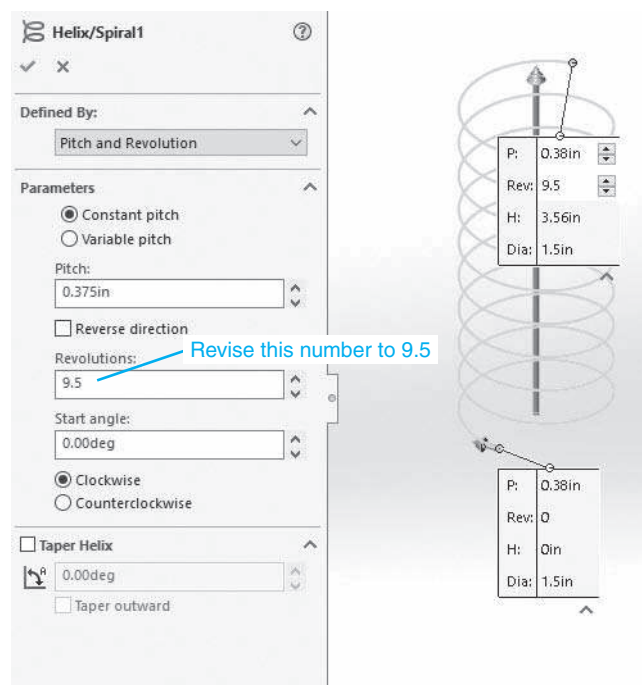 Helix/Spiral1
Defined By:
Pitch and Revolution
Parameters
Constant pitch
Variable pitch
Pitch:
0.375in
Reverse direction
Revise this number to 9.5
Revolutions:
9.5
Start angle:
0.00deg
Clockwise
Counterclockwise
Taper Helix
A
0.00deg
Taper outward
P: 0.38in
Rev: 9.5
H: 3.56in
Dia: 1.5in
P: 0.38in
Rev: 0
H: 0in
Dia: 1.5in